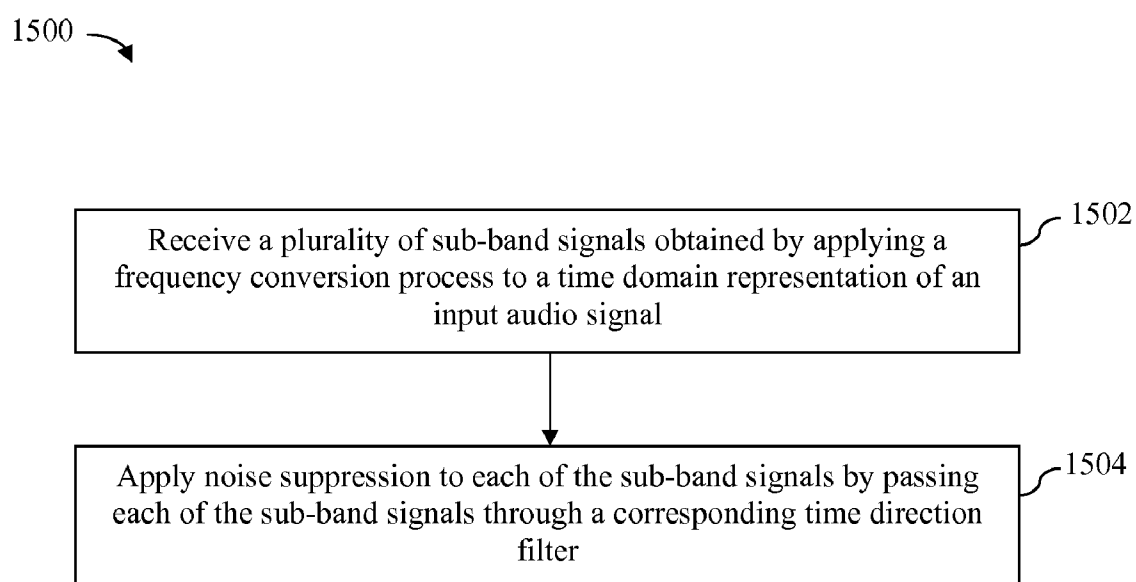 1500
1502
Receive a plurality of sub-band signals obtained by applying a
frequency conversion process to a time domain representation of an
input audio signal
1504
Apply noise suppression to each of the sub-band signals by passing
each of the sub-band signals through a corresponding time direction
filter